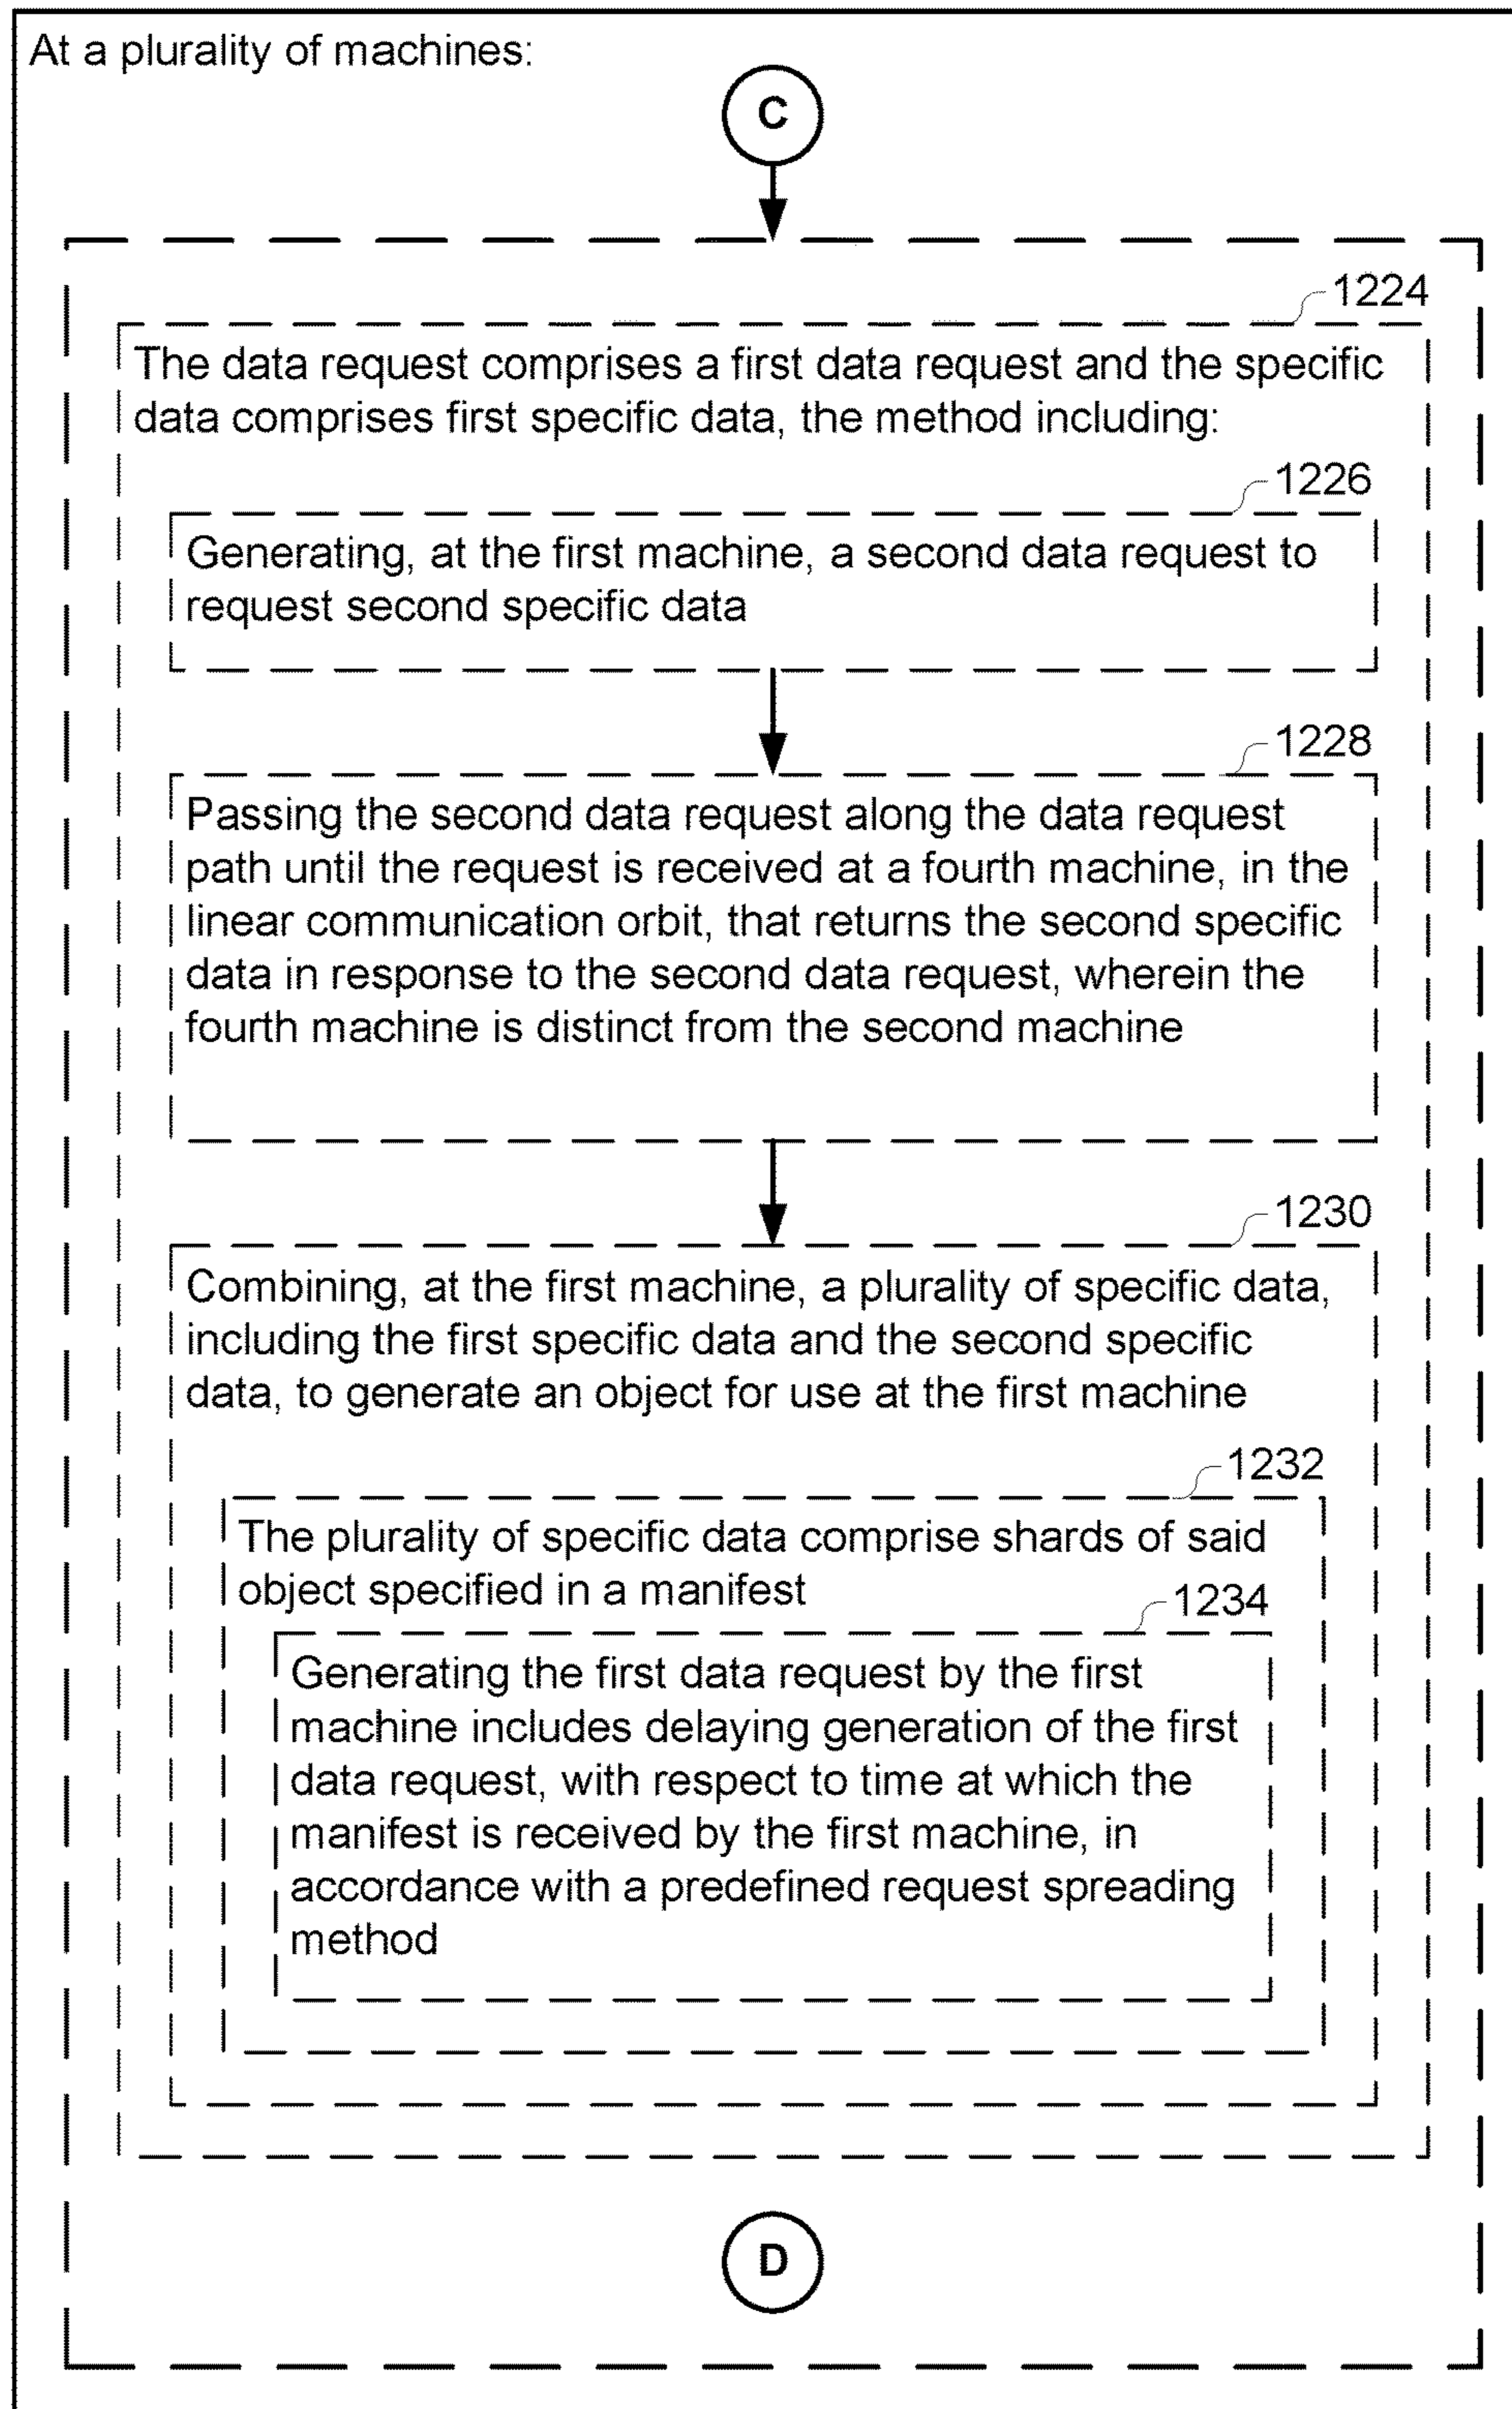 At a plurality of machines:
C
1224
The data request comprises a first data request and the specific
data comprises first specific data, the method including:
1226
Generating, at the first machine, a second data request to
request second specific data
1228
Passing the second data request along the data request
path until the request is received at a fourth machine, in the
linear communication orbit, that returns the second specific
data in response to the second data request, wherein the
fourth machine is distinct from the second machine
1230
Combining, at the first machine, a plurality of specific data,
including the first specific data and the second specific
data, to generate an object for use at the first machine
1232
The plurality of specific data comprise shards of said
object specified in a manifest
1234
Generating the first data request by the first
machine includes delaying generation of the first
data request, with respect to time at which the
manifest is received by the first machine, in
accordance with a predefined request spreading
method
D